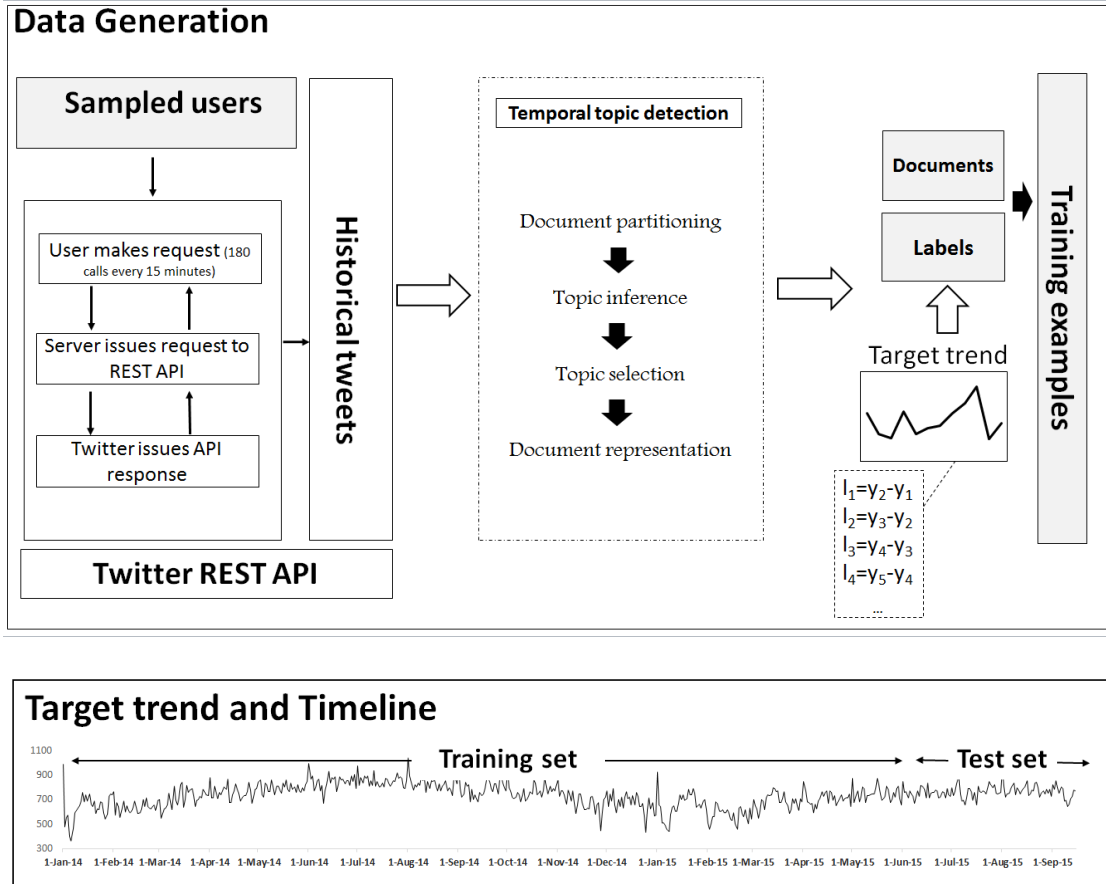 Data Generation
Sampled users
User makes request (180
calls every 15 minutes)
Server issues request to
REST API
Twitter issues API
response
Twitter REST API
Historical tweets
Temporal topic detection
Document partitioning
Topic inference
Topic selection
Document representation
Documents
Labels
Target trend
l₁=y₂-y₁
l₂=y₃-y₂
l₃=y₄-y₃
l₄=y₅-y₄
...
Training examples
Target trend and Timeline
Training set
Test set
1100
900
700
500
300
1-Jan-14 1-Feb-14 1-Mar-14 1-Apr-14 1-May-14 1-Jun-14 1-Jul-14 1-Aug-14 1-Sep-14 1-Oct-14 1-Nov-14 1-Dec-14 1-Jan-15 1-Feb-15 1-Mar-15 1-Apr-15 1-May-15 1-Jun-15 1-Jul-15 1-Aug-15 1-Sep-15